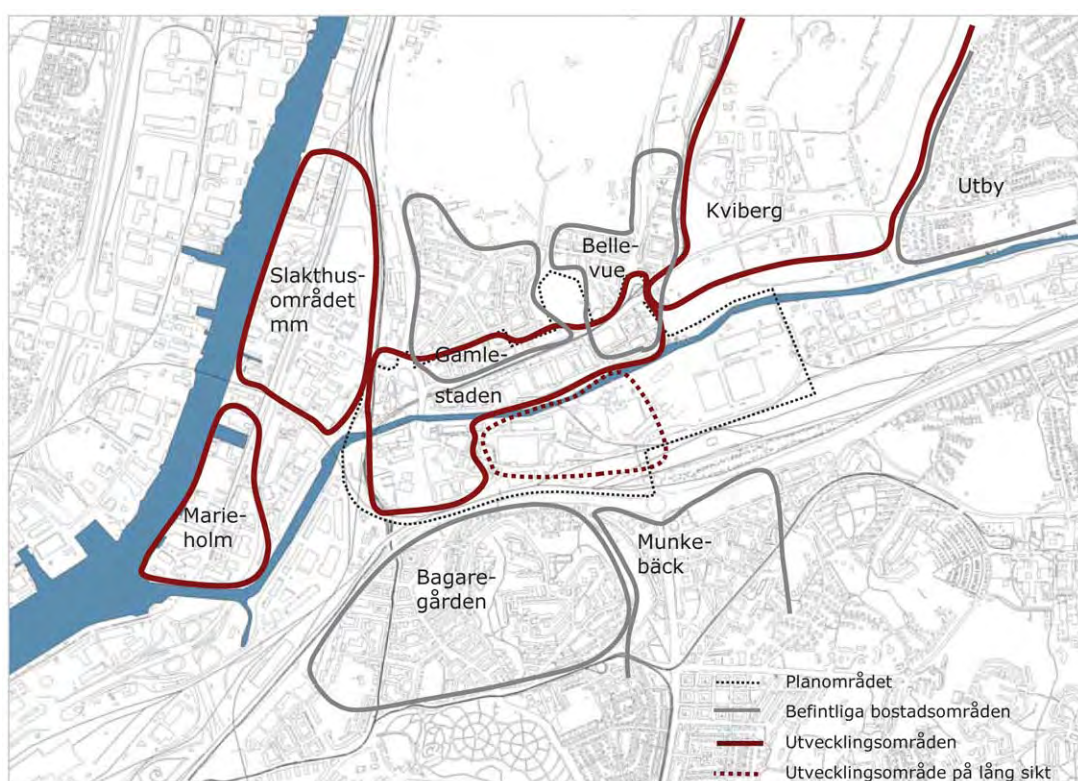 Utby
Kviberg
Belle-
vue
Slakthus-
området
mm
Gamle-
staden
Marie-
holm
Bagare-
gården
Munke-
bäck
Planområdet
Befintliga bostadsområden
Utvecklingsområden
Utvecklingsområde på lång sikt